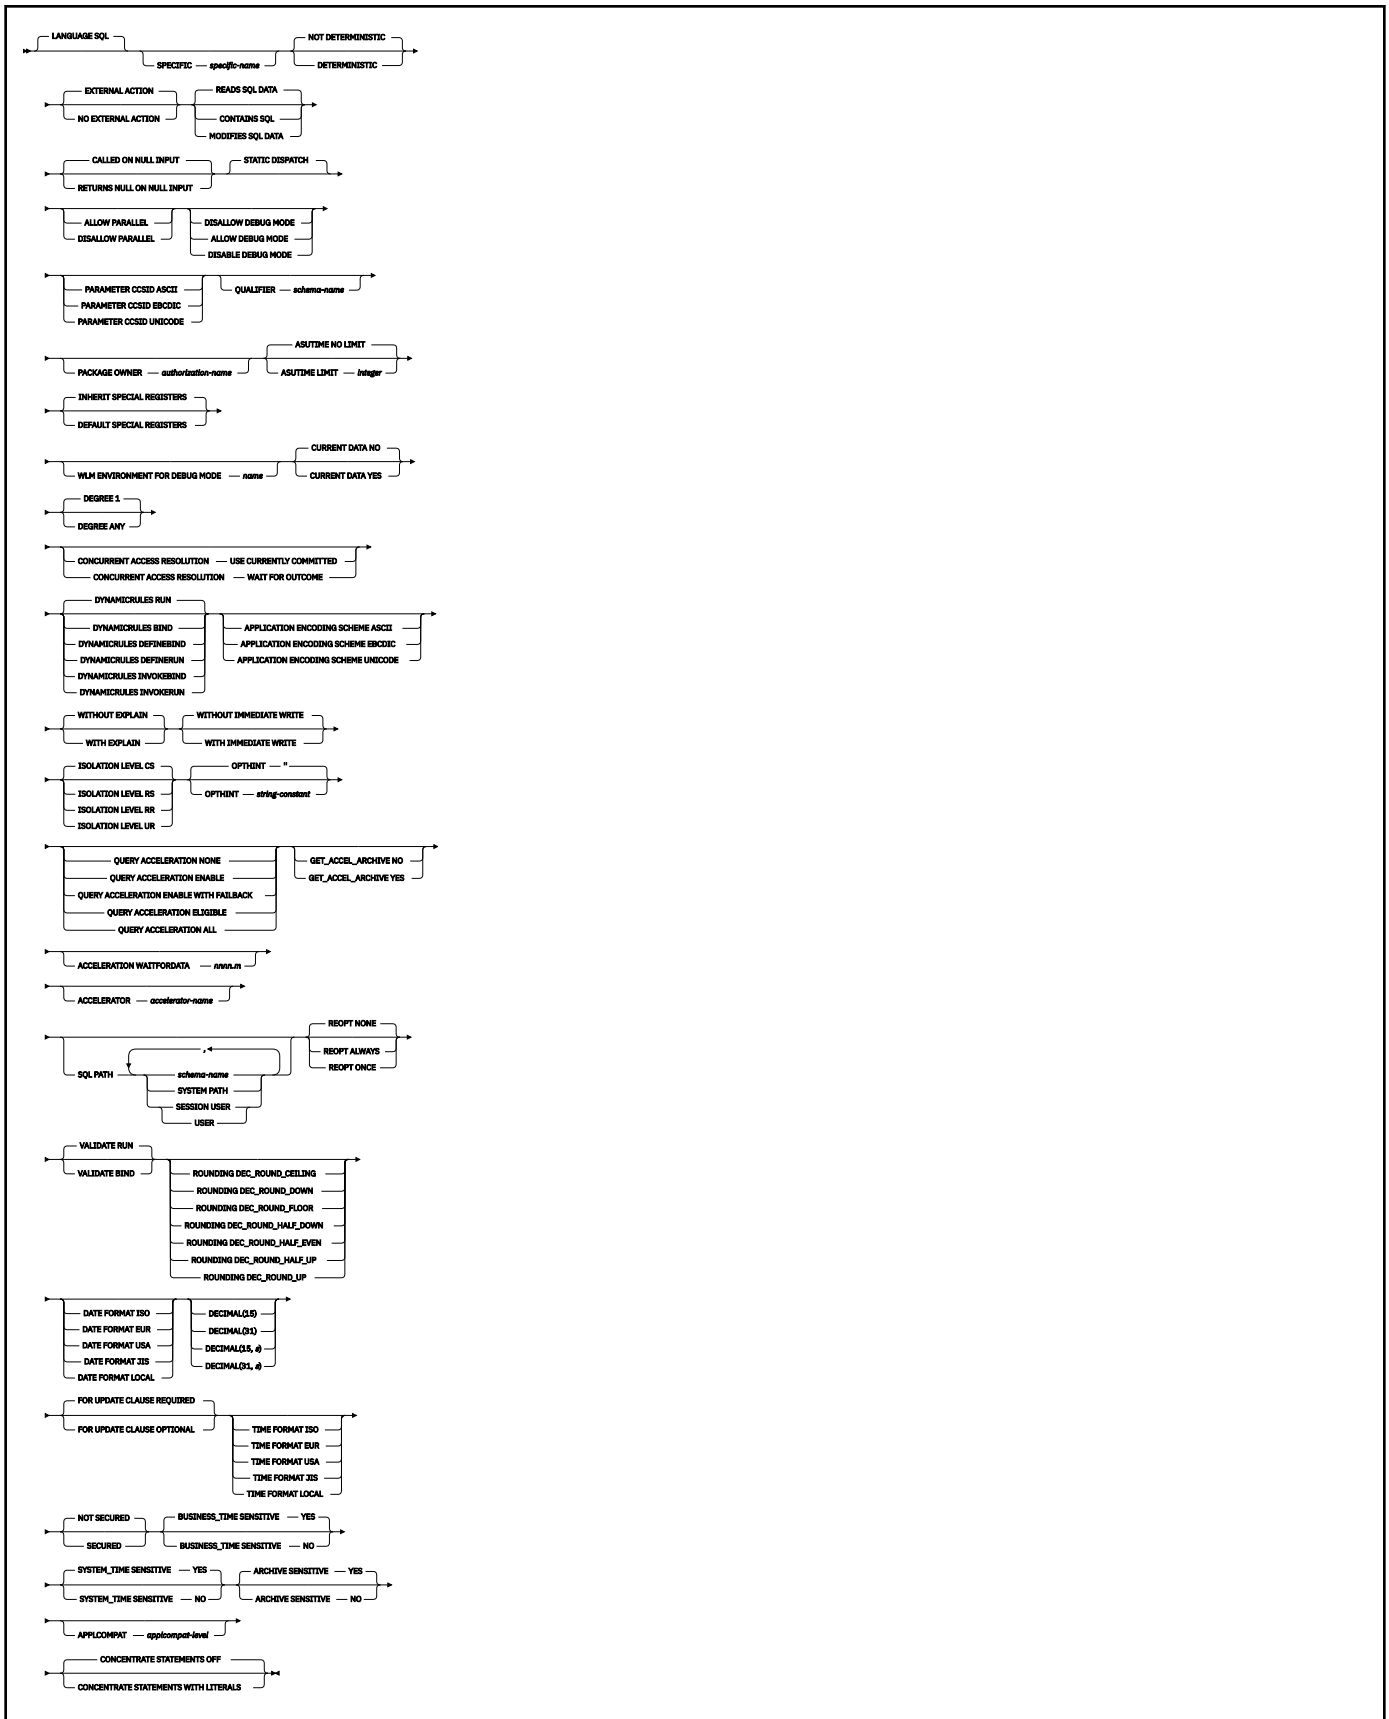 LANGUAGE SQL
SPECIFIC specific-name
NOT DETERMINISTIC
DETERMINISTIC
EXTERNAL ACTION
NO EXTERNAL ACTION
READS SQL DATA
CONTAINS SQL
MODIFIES SQL DATA
CALLED ON NULL INPUT
RETURNS NULL ON NULL INPUT
STATIC DISPATCH
ALLOW PARALLEL
DISALLOW PARALLEL
DISALLOW DEBUG MODE
ALLOW DEBUG MODE
DISABLE DEBUG MODE
PARAMETER CCSID ASCII
PARAMETER CCSID EBCDIC
PARAMETER CCSID UNICODE
QUALIFIER schema-name
PACKAGE OWNER authorization-name
ASUTIME NO LIMIT
ASUTIME LIMIT integer
INHERIT SPECIAL REGISTERS
DEFAULT SPECIAL REGISTERS
WLM ENVIRONMENT FOR DEBUG MODE name
CURRENT DATA NO
CURRENT DATA YES
DEGREE 1
DEGREE ANY
CONCURRENT ACCESS RESOLUTION USE CURRENTLY COMMITTED
CONCURRENT ACCESS RESOLUTION WAIT FOR OUTCOME
DYNAMICRULES RUN
DYNAMICRULES BIND
DYNAMICRULES DEFINEBIND
DYNAMICRULES DEFINERUN
DYNAMICRULES INVOKEBIND
DYNAMICRULES INVOKERUN
APPLICATION ENCODING SCHEME ASCII
APPLICATION ENCODING SCHEME EBCDIC
APPLICATION ENCODING SCHEME UNICODE
WITHOUT EXPLAIN
WITH EXPLAIN
WITHOUT IMMEDIATE WRITE
WITH IMMEDIATE WRITE
ISOLATION LEVEL CS
ISOLATION LEVEL RS
ISOLATION LEVEL RR
ISOLATION LEVEL UR
OPTHINT ''
OPTHINT string-constant
QUERY ACCELERATION NONE
QUERY ACCELERATION ENABLE
QUERY ACCELERATION ENABLE WITH FAILBACK
QUERY ACCELERATION ELIGIBLE
QUERY ACCELERATION ALL
GET_ACCEL_ARCHIVE NO
GET_ACCEL_ARCHIVE YES
ACCELERATION WAITFORDATA nnnn.m
ACCELERATOR accelerator-name
SQL PATH
,
schema-name
SYSTEM PATH
SESSION USER
USER
REOPT NONE
REOPT ALWAYS
REOPT ONCE
VALIDATE RUN
VALIDATE BIND
ROUNDING DEC_ROUND_CEILING
ROUNDING DEC_ROUND_DOWN
ROUNDING DEC_ROUND_FLOOR
ROUNDING DEC_ROUND_HALF_DOWN
ROUNDING DEC_ROUND_HALF_EVEN
ROUNDING DEC_ROUND_HALF_UP
ROUNDING DEC_ROUND_UP
DATE FORMAT ISO
DATE FORMAT EUR
DATE FORMAT USA
DATE FORMAT JIS
DATE FORMAT LOCAL
DECIMAL(15)
DECIMAL(31)
DECIMAL(15, s)
DECIMAL(31, s)
FOR UPDATE CLAUSE REQUIRED
FOR UPDATE CLAUSE OPTIONAL
TIME FORMAT ISO
TIME FORMAT EUR
TIME FORMAT USA
TIME FORMAT JIS
TIME FORMAT LOCAL
NOT SECURED
SECURED
BUSINESS_TIME SENSITIVE YES
BUSINESS_TIME SENSITIVE NO
SYSTEM_TIME SENSITIVE YES
SYSTEM_TIME SENSITIVE NO
ARCHIVE SENSITIVE YES
ARCHIVE SENSITIVE NO
APPLCOMPAT applcompat-level
CONCENTRATE STATEMENTS OFF
CONCENTRATE STATEMENTS WITH LITERALS